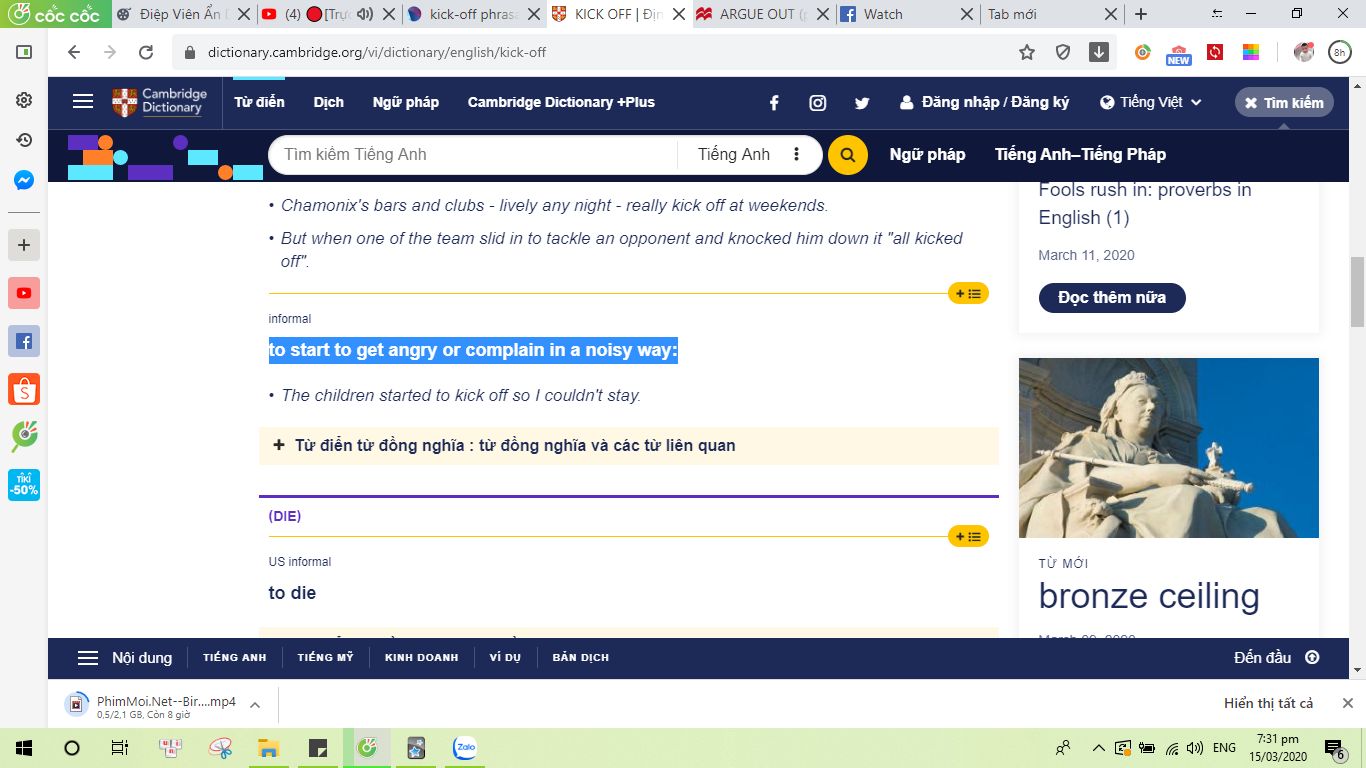 cốc cốc
Điệp Viên Ẩn D
(4) 🔴[Trực
kick-off phrasa
KICK OFF | Địn
ARGUE OUT (p
Watch
Tab mới
dictionary.cambridge.org/vi/dictionary/english/kick-off
NEW
8h
Cambridge
Dictionary
Từ điển
Dịch
Ngữ pháp
Cambridge Dictionary +Plus
Đăng nhập / Đăng ký
Tiếng Việt
Tìm kiếm
Tìm kiếm Tiếng Anh
Tiếng Anh
Ngữ pháp
Tiếng Anh–Tiếng Pháp
• Chamonix's bars and clubs - lively any night - really kick off at weekends.
• But when one of the team slid in to tackle an opponent and knocked him down it "all kicked
off".
informal
to start to get angry or complain in a noisy way:
• The children started to kick off so I couldn't stay.
+ Từ điển từ đồng nghĩa : từ đồng nghĩa và các từ liên quan
(DIE)
US informal
to die
Fools rush in: proverbs in
English (1)
March 11, 2020
Đọc thêm nữa
TỪ MỚI
bronze ceiling
TIKI
-50%
Nội dung
TIẾNG ANH
TIẾNG MỸ
KINH DOANH
VÍ DỤ
BẢN DỊCH
Đến đầu
PhimMoi.Net--Bir....mp4
0,5/2,1 GB, Còn 8 giờ
Hiển thị tất cả
Zalo
ENG
7:31 pm
15/03/2020
6